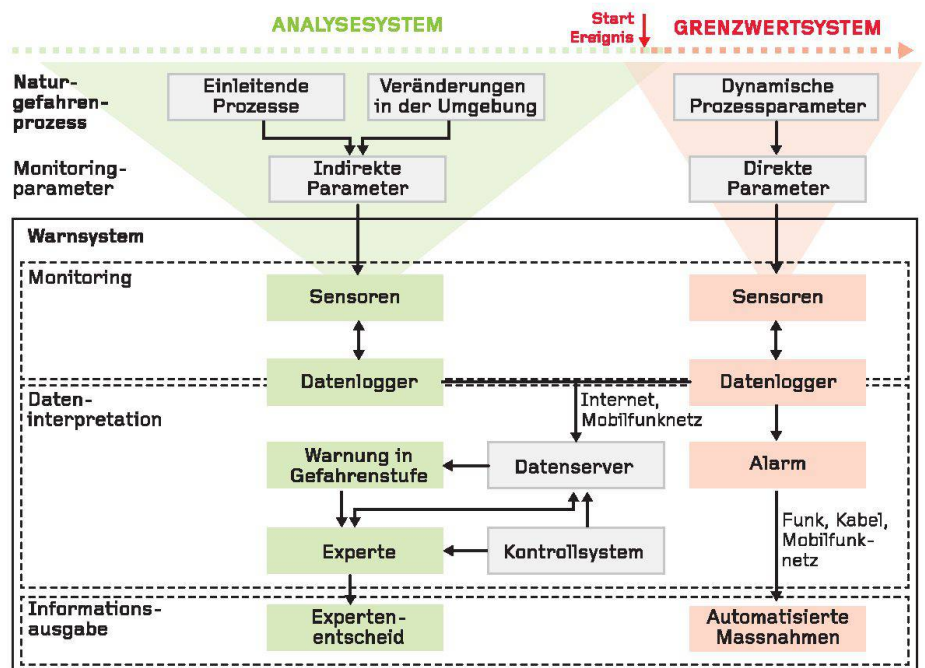 ANALYSESYSTEM
Start
Ereignis
GRENZWERTSYSTEM
Natur-
gefahren-
prozess
Einleitende
Prozesse
Veränderungen
in der Umgebung
Dynamische
Prozessparameter
Monitoring-
parameter
Indirekte
Parameter
Direkte
Parameter
Warnsystem
Monitoring
Sensoren
Sensoren
Datenlogger
Datenlogger
Daten-
interpretation
Internet,
Mobilfunknetz
Warnung in
Gefahrenstufe
Datenserver
Alarm
Funk, Kabel,
Mobilfunk-
netz
Experte
Kontrollsystem
Informations-
ausgabe
Experten-
entscheid
Automatisierte
Massnahmen